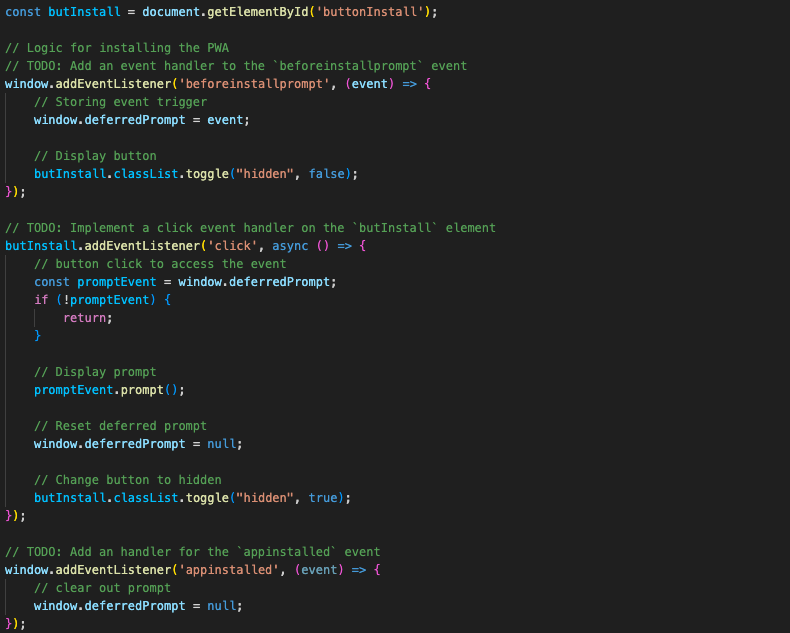 const butInstall = document.getElementById('buttonInstall');
// Logic for installing the PWA
// TODO: Add an event handler to the `beforeinstallprompt` event
window.addEventListener('beforeinstallprompt', (event) => {
// Storing event trigger
window.deferredPrompt = event;
// Display button
butInstall.classList.toggle("hidden", false);
});
// TODO: Implement a click event handler on the `butInstall` element
butInstall.addEventListener('click', async () => {
// button click to access the event
const promptEvent = window.deferredPrompt;
if (!promptEvent) {
return;
}
// Display prompt
promptEvent.prompt();
// Reset deferred prompt
window.deferredPrompt = null;
// Change button to hidden
butInstall.classList.toggle("hidden", true);
});
// TODO: Add an handler for the `appinstalled` event
window.addEventListener('appinstalled', (event) => {
// clear out prompt
window.deferredPrompt = null;
});